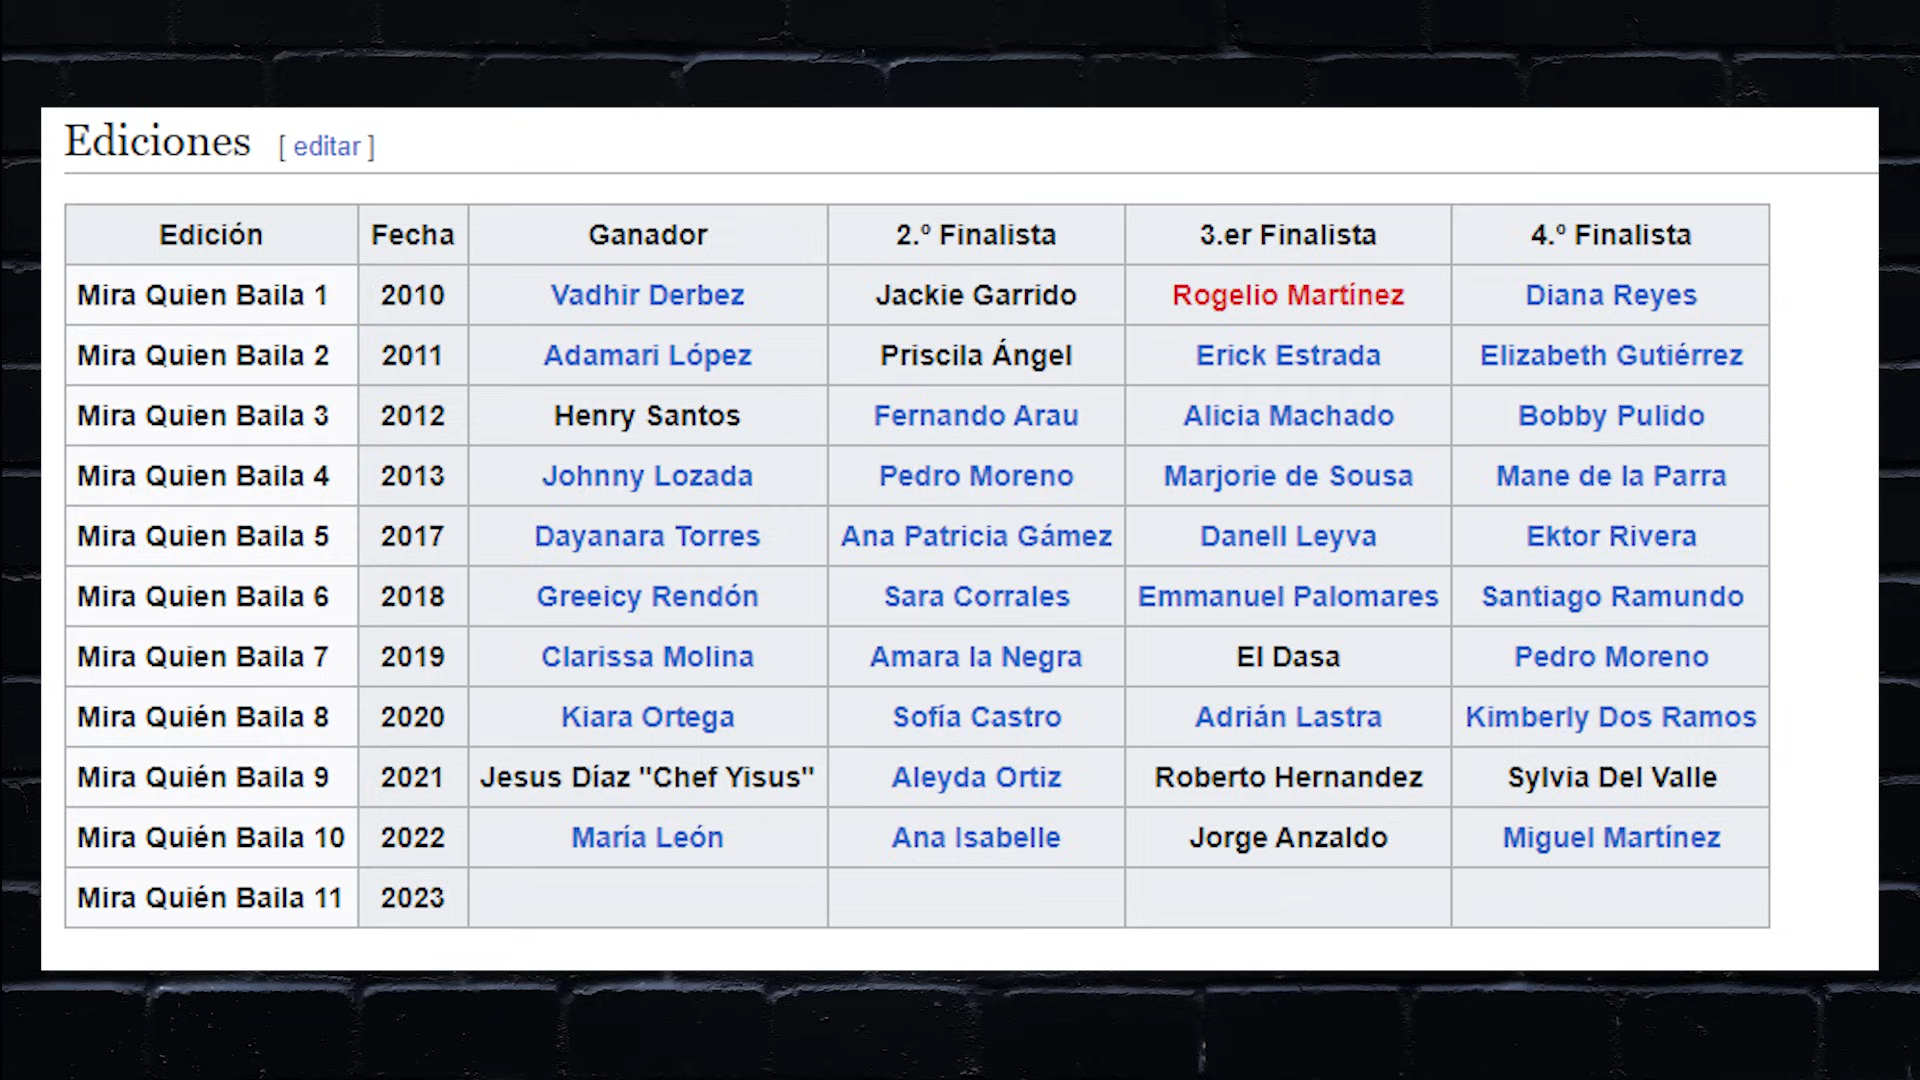 Ediciones [ editar ]
Edición Fecha Ganador 2.º Finalista 3.er Finalista 4.º Finalista
Mira Quien Baila 1 2010 Vadhir Derbez Jackie Garrido Rogelio Martínez Diana Reyes
Mira Quien Baila 2 2011 Adamari López Priscila Ángel Erick Estrada Elizabeth Gutiérrez
Mira Quien Baila 3 2012 Henry Santos Fernando Arau Alicia Machado Bobby Pulido
Mira Quien Baila 4 2013 Johnny Lozada Pedro Moreno Marjorie de Sousa Mane de la Parra
Mira Quien Baila 5 2017 Dayanara Torres Ana Patricia Gámez Danell Leyva Ektor Rivera
Mira Quien Baila 6 2018 Greeicy Rendón Sara Corrales Emmanuel Palomares Santiago Ramundo
Mira Quien Baila 7 2019 Clarissa Molina Amara la Negra El Dasa Pedro Moreno
Mira Quién Baila 8 2020 Kiara Ortega Sofía Castro Adrián Lastra Kimberly Dos Ramos
Mira Quién Baila 9 2021 Jesus Díaz "Chef Yisus" Aleyda Ortiz Roberto Hernandez Sylvia Del Valle
Mira Quién Baila 10 2022 María León Ana Isabelle Jorge Anzaldo Miguel Martínez
Mira Quién Baila 11 2023